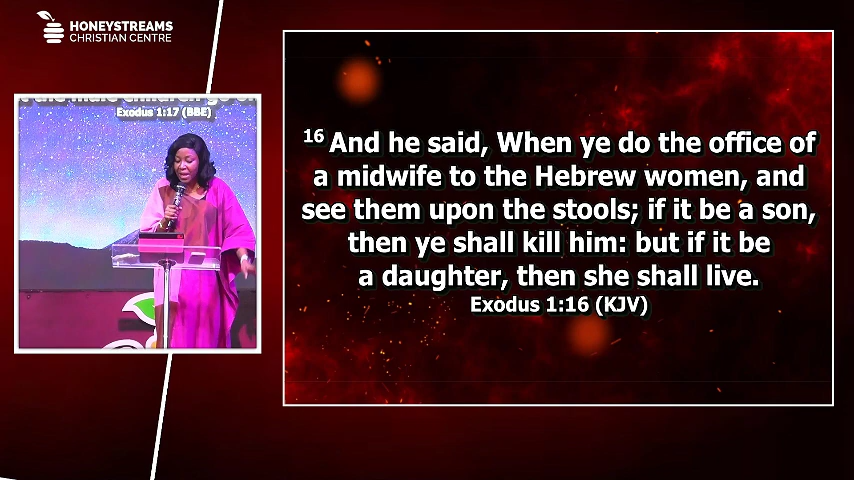 HONEYSTREAMS
CHRISTIAN CENTRE
Exodus 1:17 (BBE)
16 And he said, When ye do the office of
a midwife to the Hebrew women, and
see them upon the stools; if it be a son,
then ye shall kill him: but if it be
a daughter, then she shall live.
Exodus 1:16 (KJV)